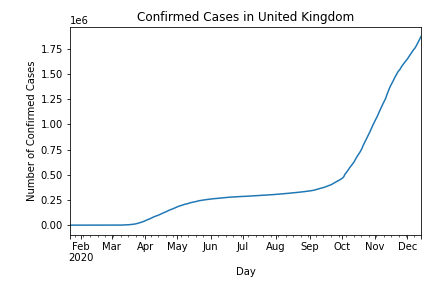 Confirmed Cases in United Kingdom
1e6
Number of Confirmed Cases
1.75
1.50
1.25
1.00
0.75
0.50
0.25
0.00
Feb Mar Apr May Jun Jul Aug Sep Oct Nov Dec
2020
Day